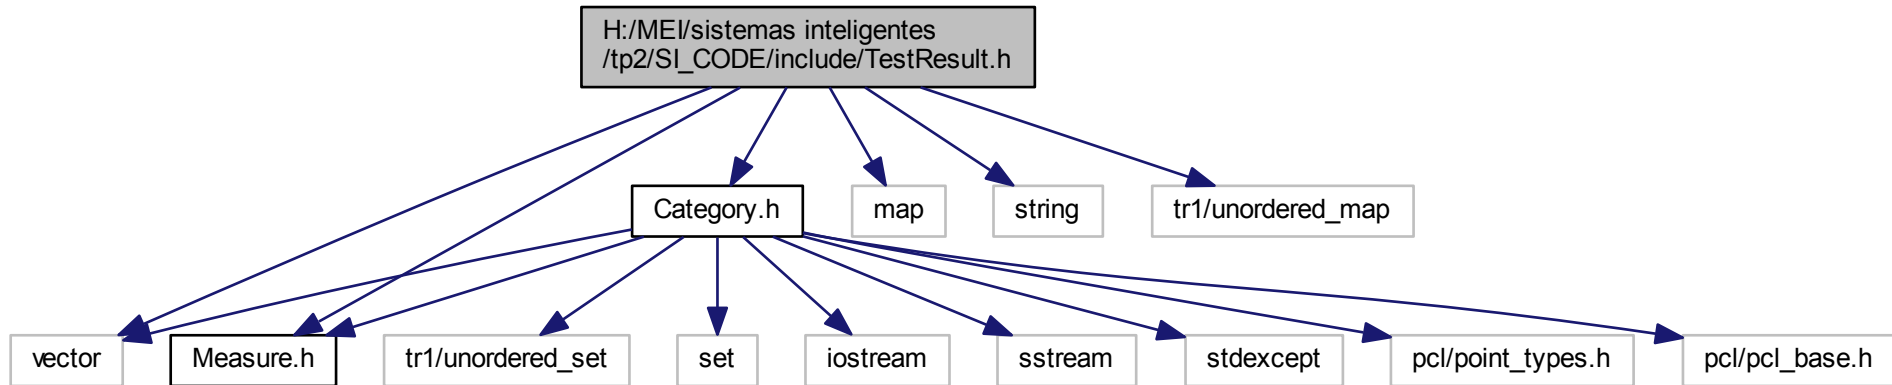 H:/MEI/sistemas inteligentes
/tp2/SI_CODE/include/TestResult.h
Category.h
map
string
tr1/unordered_map
vector
Measure.h
tr1/unordered_set
set
iostream
sstream
stdexcept
pcl/point_types.h
pcl/pcl_base.h